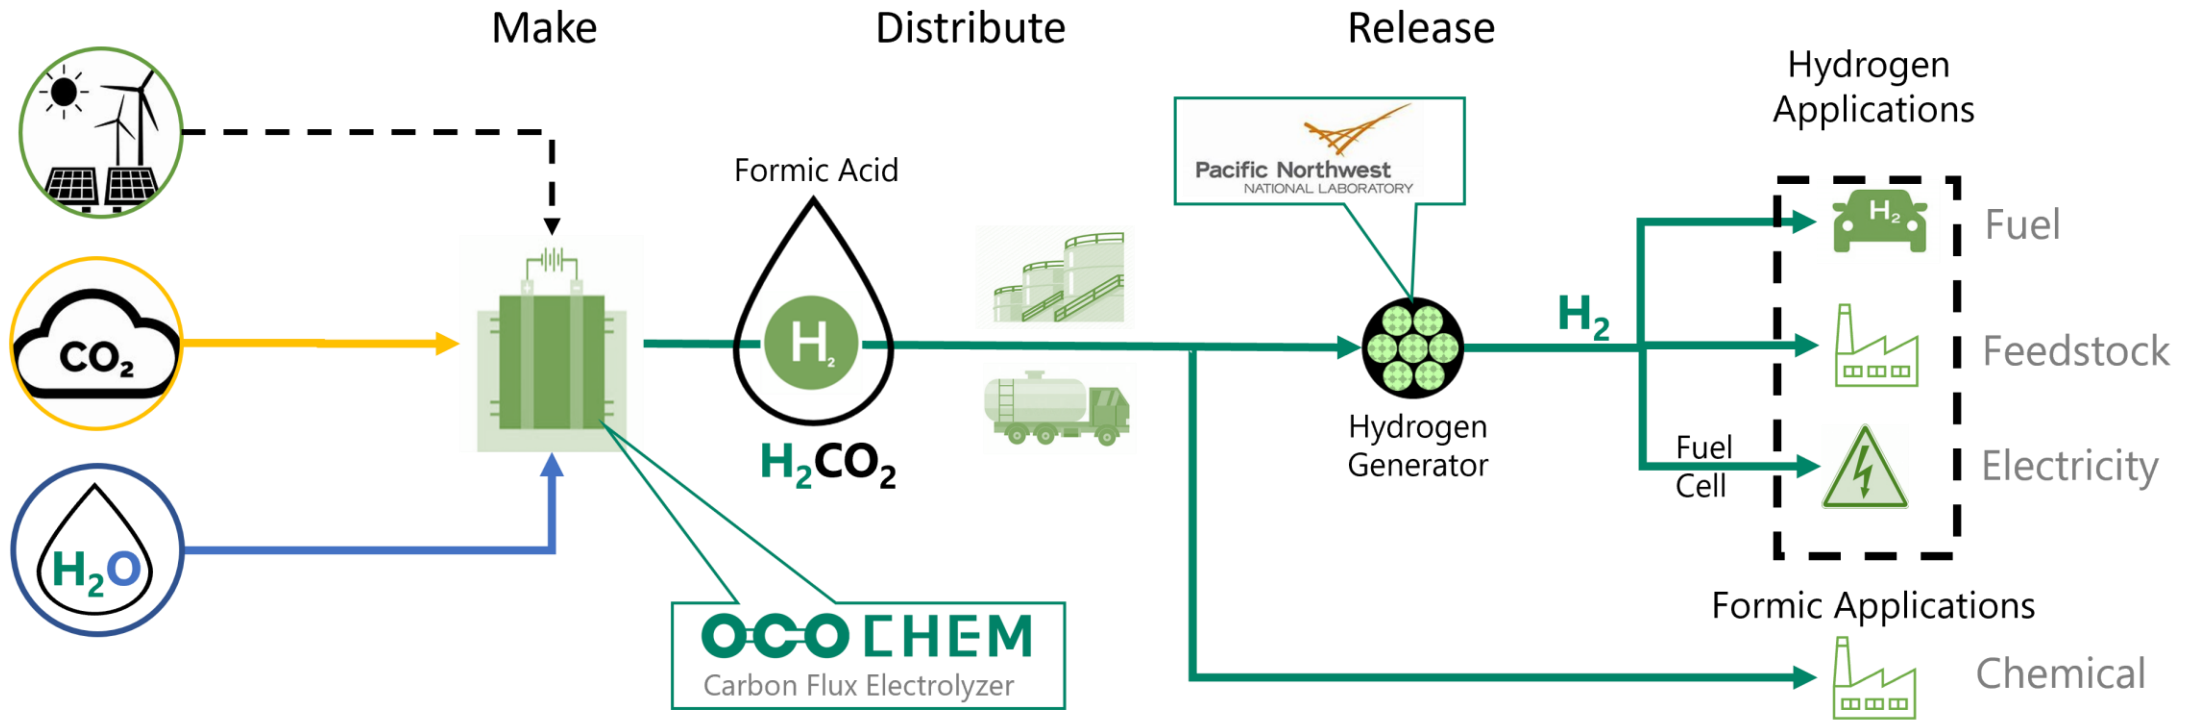 Make
Distribute
Release
Hydrogen
Applications
Formic Acid
Pacific Northwest
NATIONAL LABORATORY
H₂
Fuel
CO₂
H₂
H₂
Feedstock
Hydrogen
Generator
Fuel
Cell
Electricity
H₂CO₂
H₂O
OCOCHEM
Carbon Flux Electrolyzer
Formic Applications
Chemical